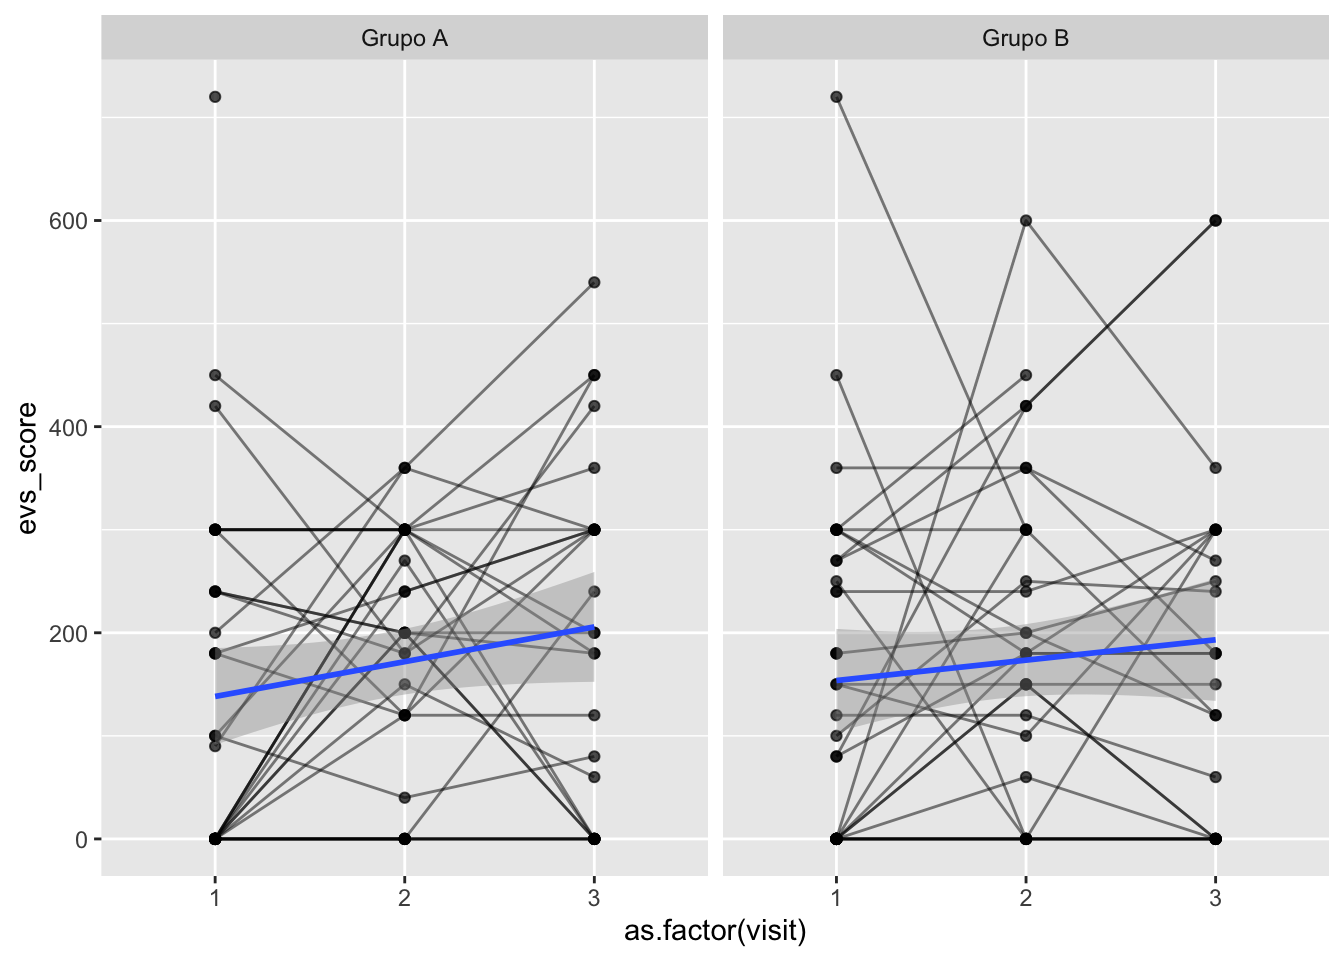 Grupo A
Grupo B
evs_score
600
400
200
0
1
2
3
1
2
3
as.factor(visit)